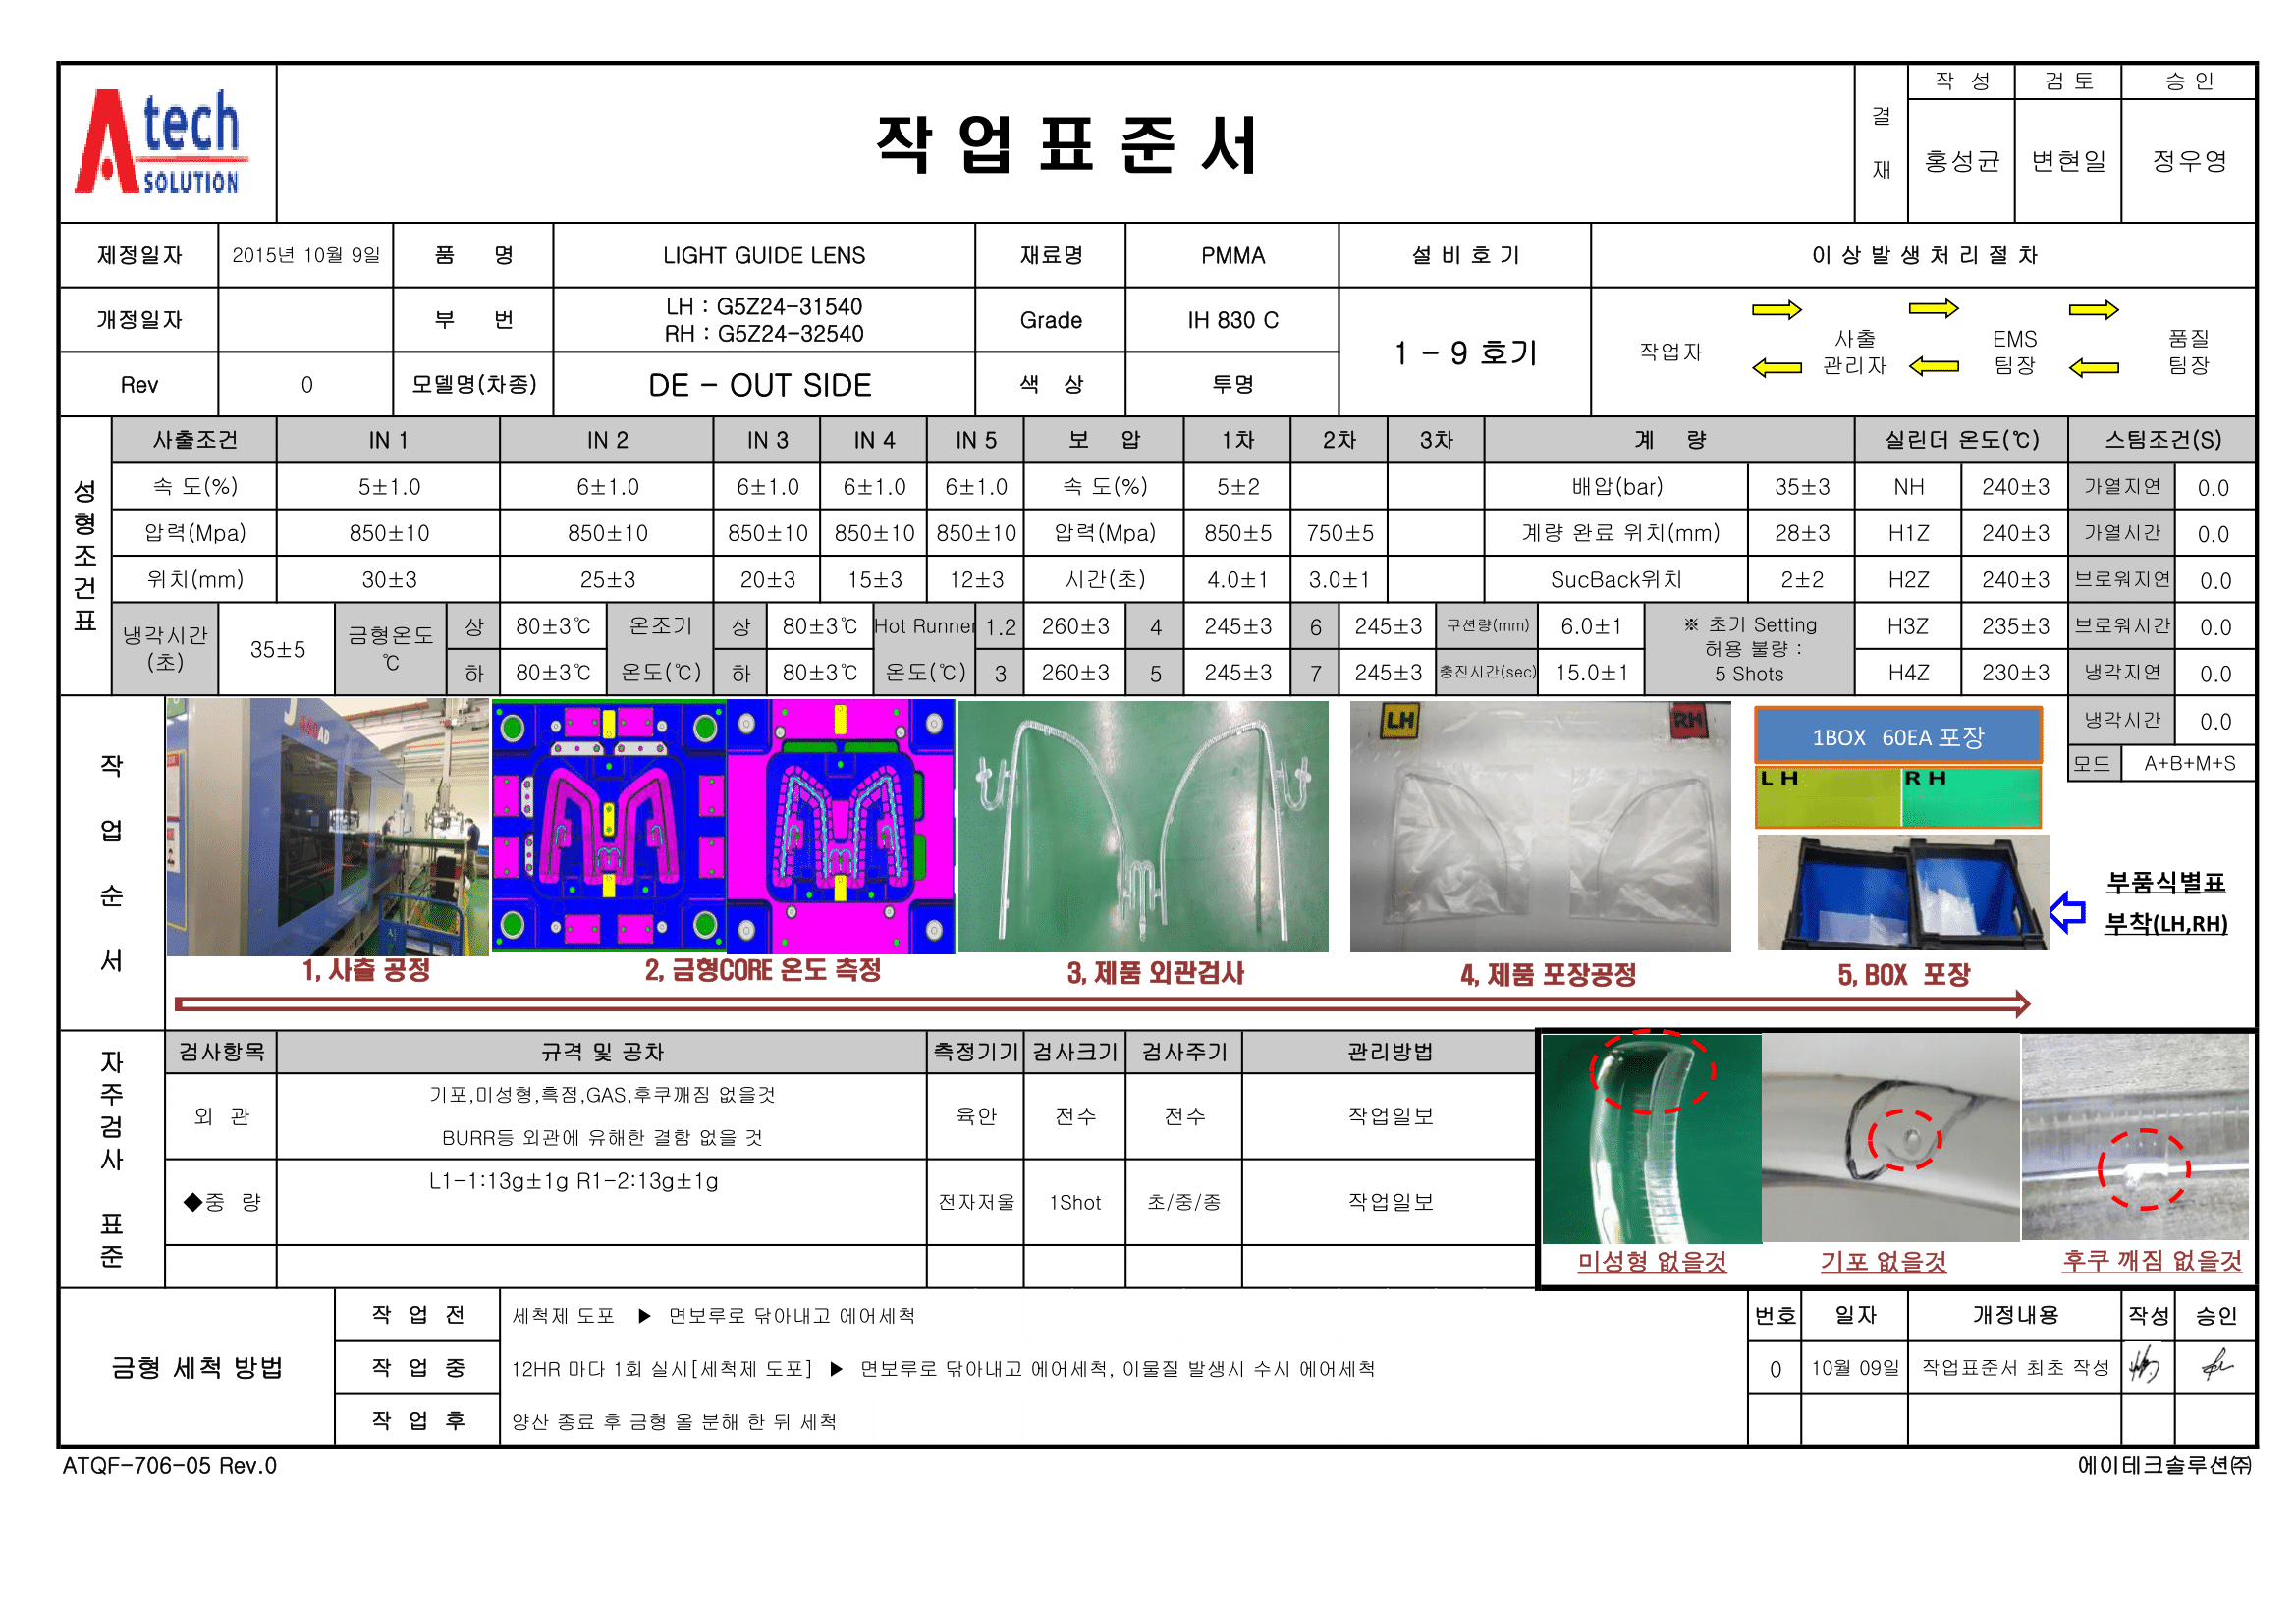 Atech
SOLUTION
작 업 표 준 서
결 재
작 성 검 토 승 인
홍성균 변현일 정우영
제정일자 2015년 10월 9일 품 명 LIGHT GUIDE LENS 재료명 PMMA 설 비 호 기 이 상 발 생 처 리 절 차
개정일자 부 번 LH : G5Z24-31540
RH : G5Z24-32540
Grade IH 830 C
1 - 9 호기
작업자 사출 관리자 EMS 팀장 품질 팀장
Rev 0 모델명(차종) DE - OUT SIDE 색 상 투명
성형조건표
사출조건 IN 1 IN 2 IN 3 IN 4 IN 5 보 압 1차 2차 3차 계 량 실린더 온도(℃) 스팀조건(S)
속 도(%) 5±1.0 6±1.0 6±1.0 6±1.0 6±1.0 속 도(%) 5±2 배압(bar) 35±3 NH 240±3 가열지연 0.0
압력(Mpa) 850±10 850±10 850±10 850±10 850±10 압력(Mpa) 850±5 750±5 계량 완료 위치(mm) 28±3 H1Z 240±3 가열시간 0.0
위치(mm) 30±3 25±3 20±3 15±3 12±3 시간(초) 4.0±1 3.0±1 SucBack위치 2±2 H2Z 240±3 브로워지연 0.0
냉각시간 (초) 35±5 금형온도 ℃ 상 80±3℃ 온조기 상 80±3℃ Hot Runner 1.2 260±3 4 245±3 6 245±3 쿠션량(mm) 6.0±1 ※ 초기 Setting H3Z 235±3 브로워시간 0.0
허용 불량 :
하 80±3℃ 온도(℃) 하 80±3℃ 온도(℃) 3 260±3 5 245±3 7 245±3 충진시간(sec) 15.0±1 5 Shots H4Z 230±3 냉각지연 0.0
냉각시간 0.0
모드 A+B+M+S
작 업 순 서
J 450AD
LH RH
1BOX 60EA 포장
L H R H
부품식별표
부착(LH,RH)
1, 사출 공정 2, 금형CORE 온도 측정 3, 제품 외관검사 4, 제품 포장공정 5, BOX 포장
자주검사 표준
검사항목 규격 및 공차 측정기기 검사크기 검사주기 관리방법
외 관 기포,미성형,흑점,GAS,후쿠깨짐 없을것
BURR등 외관에 유해한 결함 없을 것
육안 전수 전수 작업일보
◆중 량 L1-1:13g±1g R1-2:13g±1g 전자저울 1Shot 초/중/종 작업일보
미성형 없을것 기포 없을것 후쿠 깨짐 없을것
금형 세척 방법
작 업 전 세척제 도포 ▶ 면보루로 닦아내고 에어세척
작 업 중 12HR 마다 1회 실시[세척제 도포] ▶ 면보루로 닦아내고 에어세척, 이물질 발생시 수시 에어세척
작 업 후 양산 종료 후 금형 올 분해 한 뒤 세척
번호 일자 개정내용 작성 승인
0 10월 09일 작업표준서 최초 작성
ATQF-706-05 Rev.0
에이테크솔루션㈜